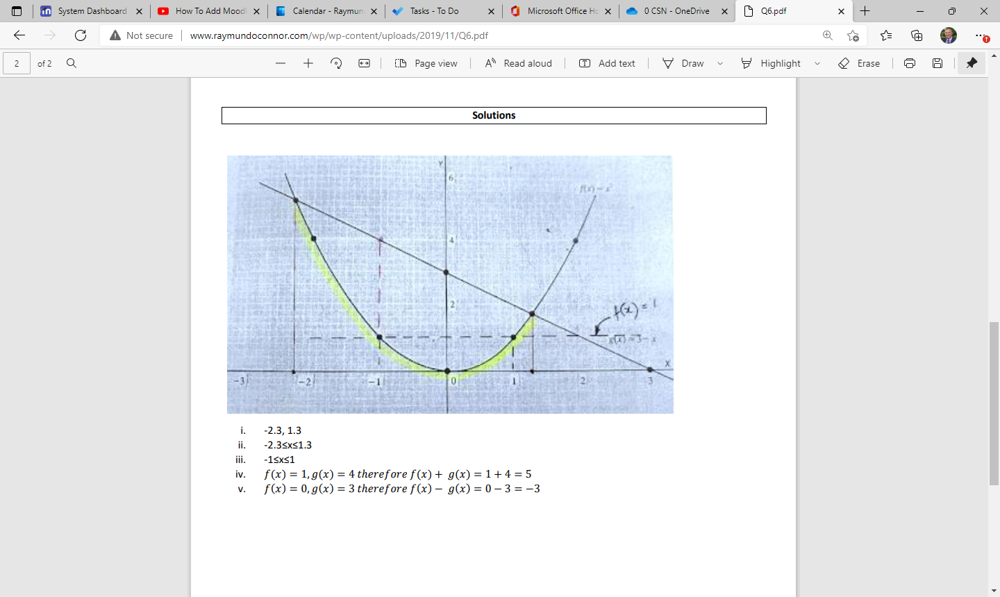 System Dashboard
How To Add Moodl
Calendar - Raymun
Tasks - To Do
Microsoft Office Ho
0 CSN - OneDrive
Q6.pdf
Not secure
www.raymundoconnor.com/wp/wp-content/uploads/2019/11/Q6.pdf
2 of 2
Page view
Read aloud
Add text
Draw
Highlight
Erase
Solutions
Y
6
f(x) = x²
4
2
f(x) = 1
g(x) = 3 - x
X
-3 -2 -1 0 1 2 3
i. -2.3, 1.3
ii. -2.3≤x≤1.3
iii. -1≤x≤1
iv. f(x) = 1, g(x) = 4 therefore f(x) + g(x) = 1 + 4 = 5
v. f(x) = 0, g(x) = 3 therefore f(x) − g(x) = 0 − 3 = −3